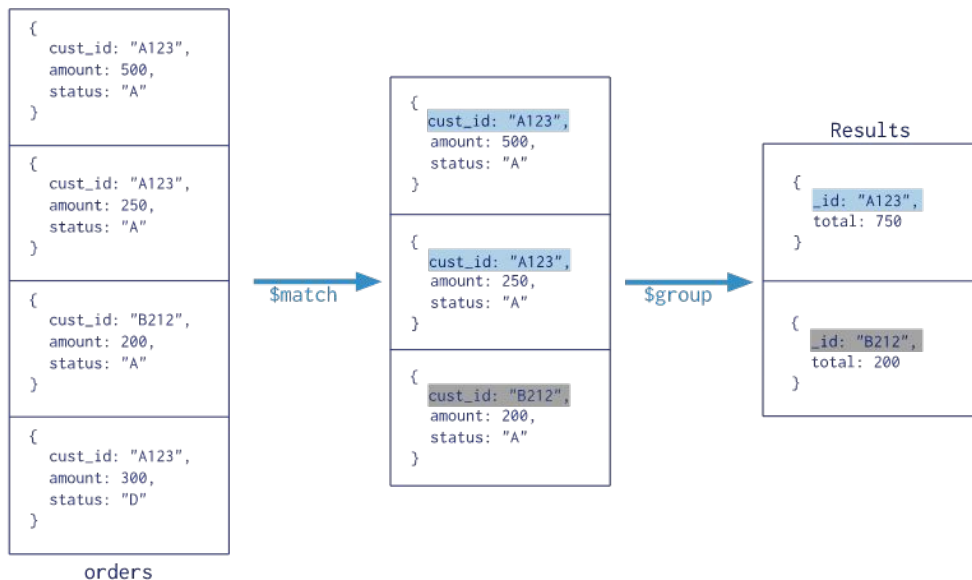 {
cust_id: "A123",
amount: 500,
status: "A"
}
{
cust_id: "A123",
amount: 250,
status: "A"
}
{
cust_id: "B212",
amount: 200,
status: "A"
}
{
cust_id: "A123",
amount: 300,
status: "D"
}
orders
$match
{
cust_id: "A123",
amount: 500,
status: "A"
}
{
cust_id: "A123",
amount: 250,
status: "A"
}
{
cust_id: "B212",
amount: 200,
status: "A"
}
$group
Results
{
_id: "A123",
total: 750
}
{
_id: "B212",
total: 200
}